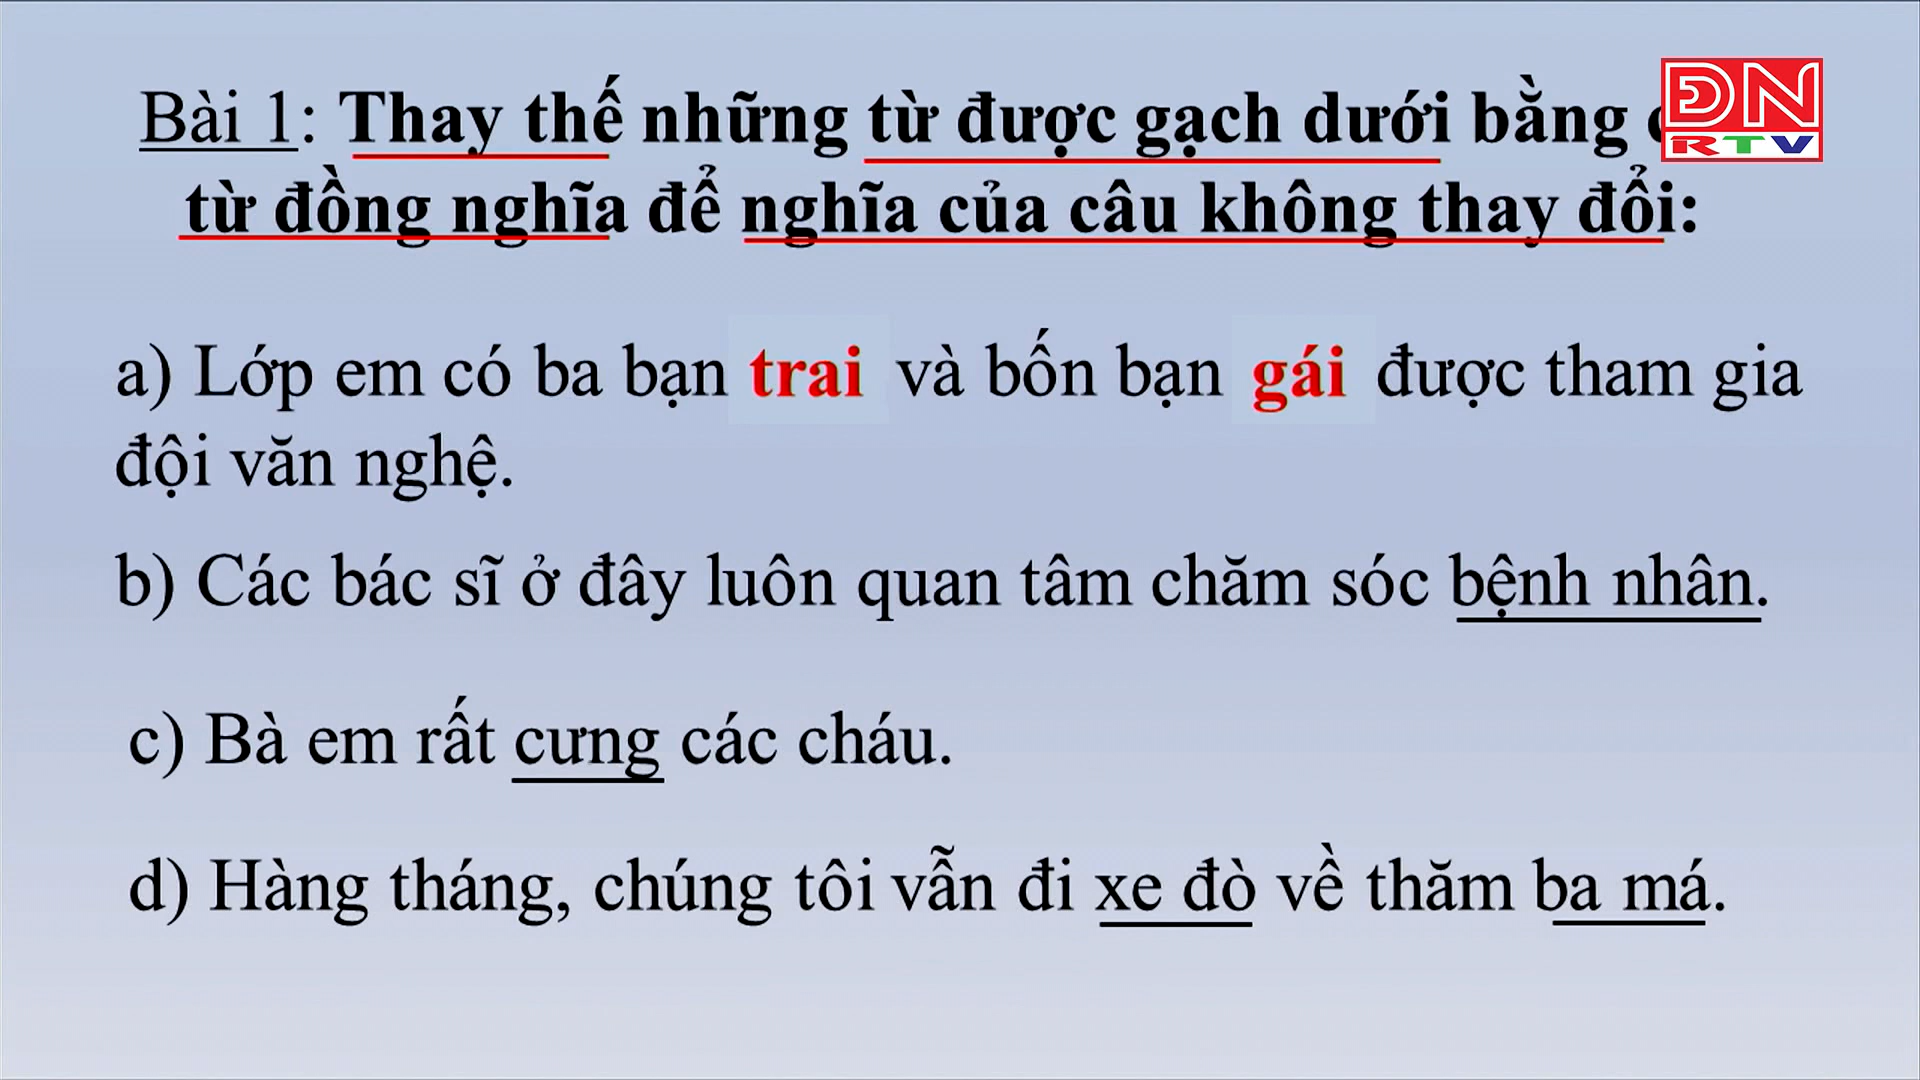 Bài 1: Thay thế những từ được gạch dưới bằng
ĐN
RTV
từ đồng nghĩa để nghĩa của câu không thay đổi:
a) Lớp em có ba bạn trai và bốn bạn gái được tham gia
đội văn nghệ.
b) Các bác sĩ ở đây luôn quan tâm chăm sóc bệnh nhân.
c) Bà em rất cưng các cháu.
d) Hàng tháng, chúng tôi vẫn đi xe đò về thăm ba má.